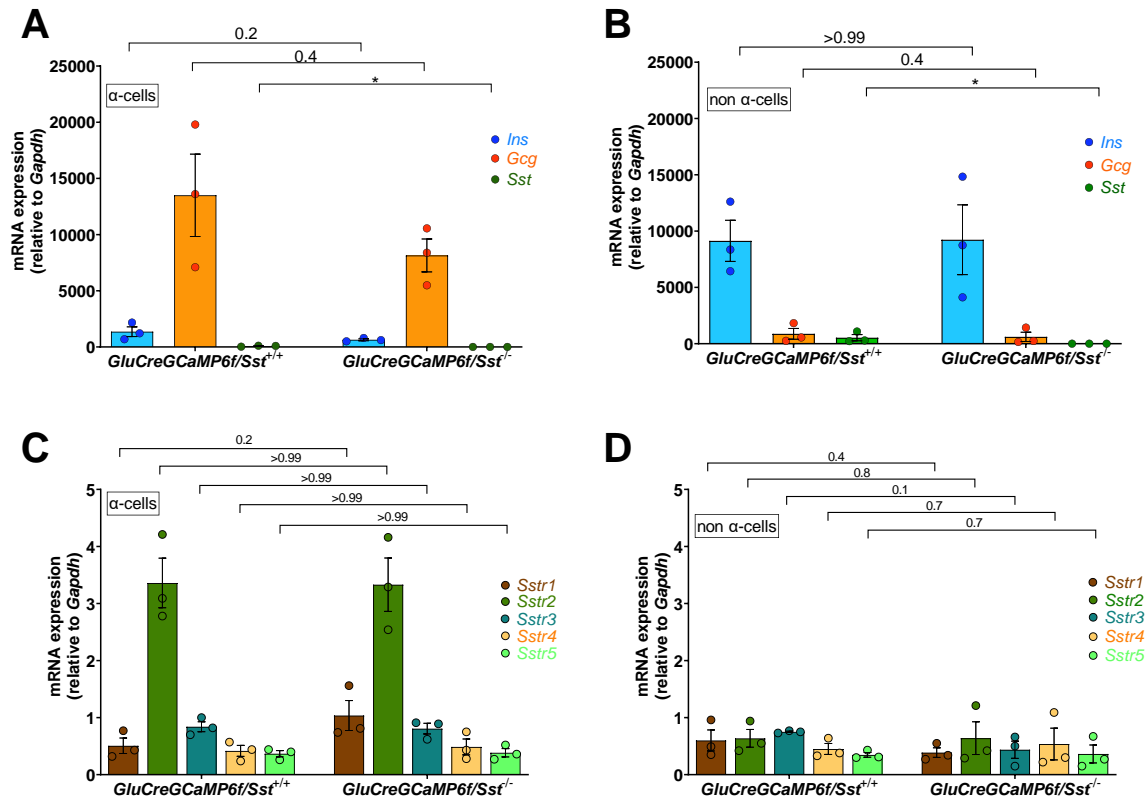 A
0.2
0.4
*
25000
20000
15000
10000
5000
0
mRNA expression
(relative to Gapdh)
α-cells
Ins
Gcg
Sst
GluCreGCaMP6f/Sst+/+
GluCreGCaMP6f/Sst-/-
B
>0.99
0.4
*
25000
20000
15000
10000
5000
0
mRNA expression
(relative to Gapdh)
non α-cells
Ins
Gcg
Sst
GluCreGCaMP6f/Sst+/+
GluCreGCaMP6f/Sst-/-
C
0.2
>0.99
>0.99
>0.99
>0.99
5
4
3
2
1
0
mRNA expression
(relative to Gapdh)
α-cells
Sstr1
Sstr2
Sstr3
Sstr4
Sstr5
GluCreGCaMP6f/Sst+/+
GluCreGCaMP6f/Sst-/-
D
0.4
0.8
0.1
0.7
0.7
5
4
3
2
1
0
mRNA expression
(relative to Gapdh)
non α-cells
Sstr1
Sstr2
Sstr3
Sstr4
Sstr5
GluCreGCaMP6f/Sst+/+
GluCreGCaMP6f/Sst-/-